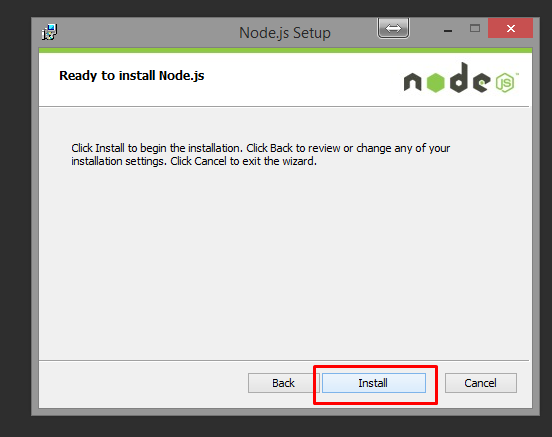 Node.js Setup
Ready to install Node.js
node
JS
Click Install to begin the installation. Click Back to review or change any of your
installation settings. Click Cancel to exit the wizard.
Back
Install
Cancel